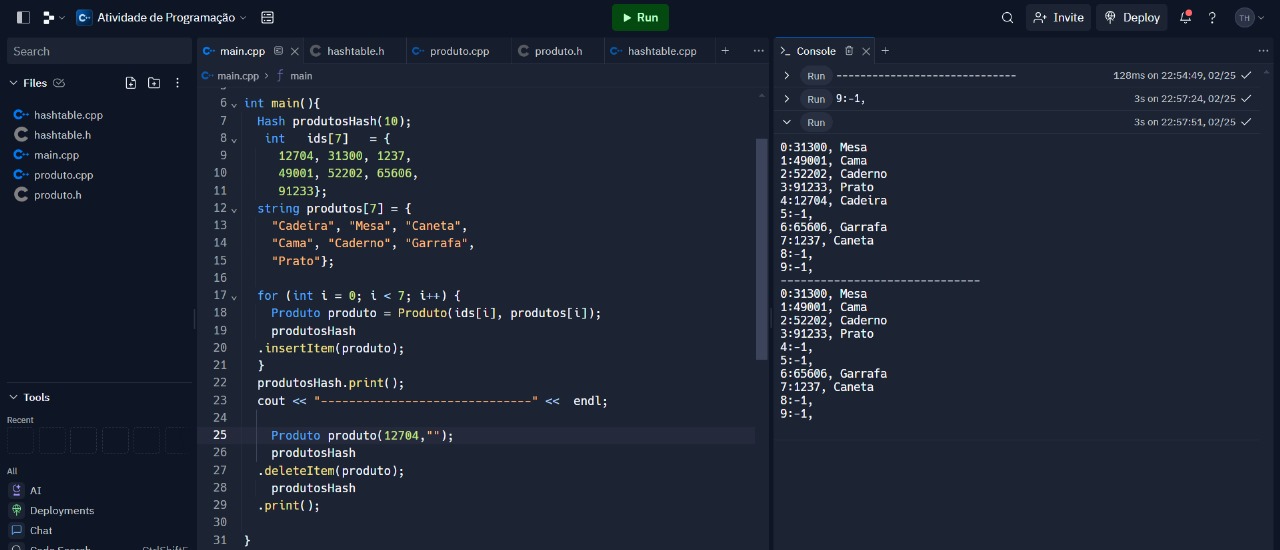 Atividade de Programação
Run
Invite
Deploy
TH
Search
Files
hashtable.cpp
hashtable.h
main.cpp
produto.cpp
produto.h
Tools
Recent
All
AI
Deployments
Chat
main.cpp
hashtable.h
produto.cpp
produto.h
hashtable.cpp
main.cpp > f main
6 int main(){
7 Hash produtosHash(10);
8 int ids[7] = {
9 12704, 31300, 1237,
10 49001, 52202, 65606,
11 91233};
12 string produtos[7] = {
13 "Cadeira", "Mesa", "Caneta",
14 "Cama", "Caderno", "Garrafa",
15 "Prato"};
16
17 for (int i = 0; i < 7; i++) {
18 Produto produto = Produto(ids[i], produtos[i]);
19 produtosHash
20 .insertItem(produto);
21 }
22 produtosHash.print();
23 cout << "------------------------------" << endl;
24
25 Produto produto(12704,"");
26 produtosHash
27 .deleteItem(produto);
28 produtosHash
29 .print();
30
31 }
Console
Run ------------------------------ 128ms on 22:54:49, 02/25
Run 9:-1, 3s on 22:57:24, 02/25
Run 3s on 22:57:51, 02/25
0:31300, Mesa
1:49001, Cama
2:52202, Caderno
3:91233, Prato
4:12704, Cadeira
5:-1,
6:65606, Garrafa
7:1237, Caneta
8:-1,
9:-1,
------------------------------
0:31300, Mesa
1:49001, Cama
2:52202, Caderno
3:91233, Prato
4:-1,
5:-1,
6:65606, Garrafa
7:1237, Caneta
8:-1,
9:-1,